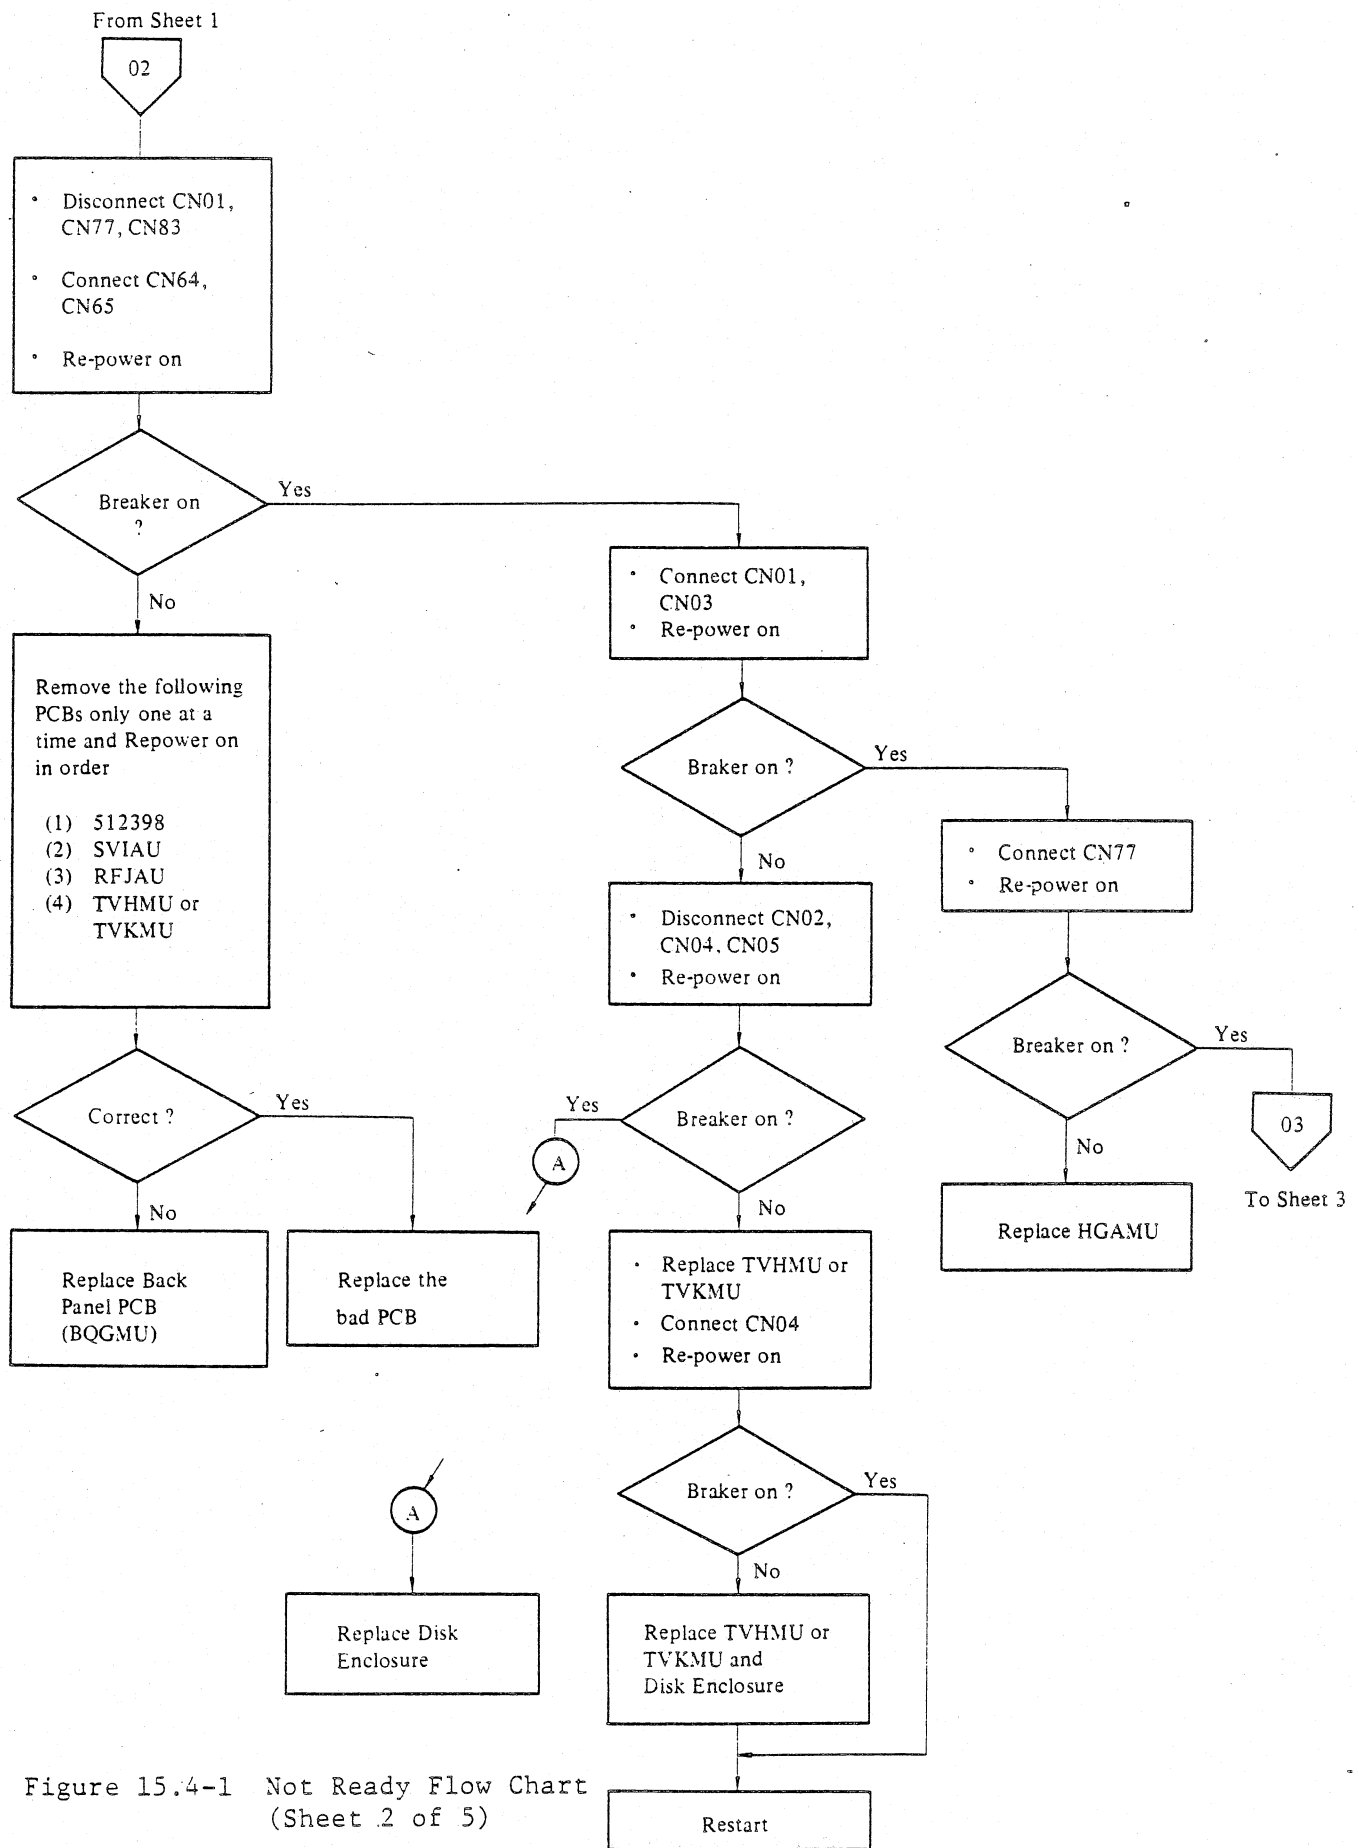 From Sheet 1
02
° Disconnect CN01,
CN77, CN83
° Connect CN64,
CN65
° Re-power on
Breaker on
?
Yes
No
Remove the following
PCBs only one at a
time and Repower on
in order
(1) 512398
(2) SVIAU
(3) RFJAU
(4) TVHMU or
TVKMU
Correct ?
Yes
No
Replace Back
Panel PCB
(BQGMU)
Replace the
bad PCB
° Connect CN01,
CN03
• Re-power on
Braker on ?
Yes
No
• Disconnect CN02,
CN04, CN05
• Re-power on
Breaker on ?
Yes
A
No
• Replace TVHMU or
TVKMU
• Connect CN04
• Re-power on
Braker on ?
Yes
No
Replace TVHMU or
TVKMU and
Disk Enclosure
Restart
° Connect CN77
• Re-power on
Breaker on ?
Yes
03
To Sheet 3
No
Replace HGAMU
A
Replace Disk
Enclosure
Figure 15.4-1 Not Ready Flow Chart
(Sheet 2 of 5)